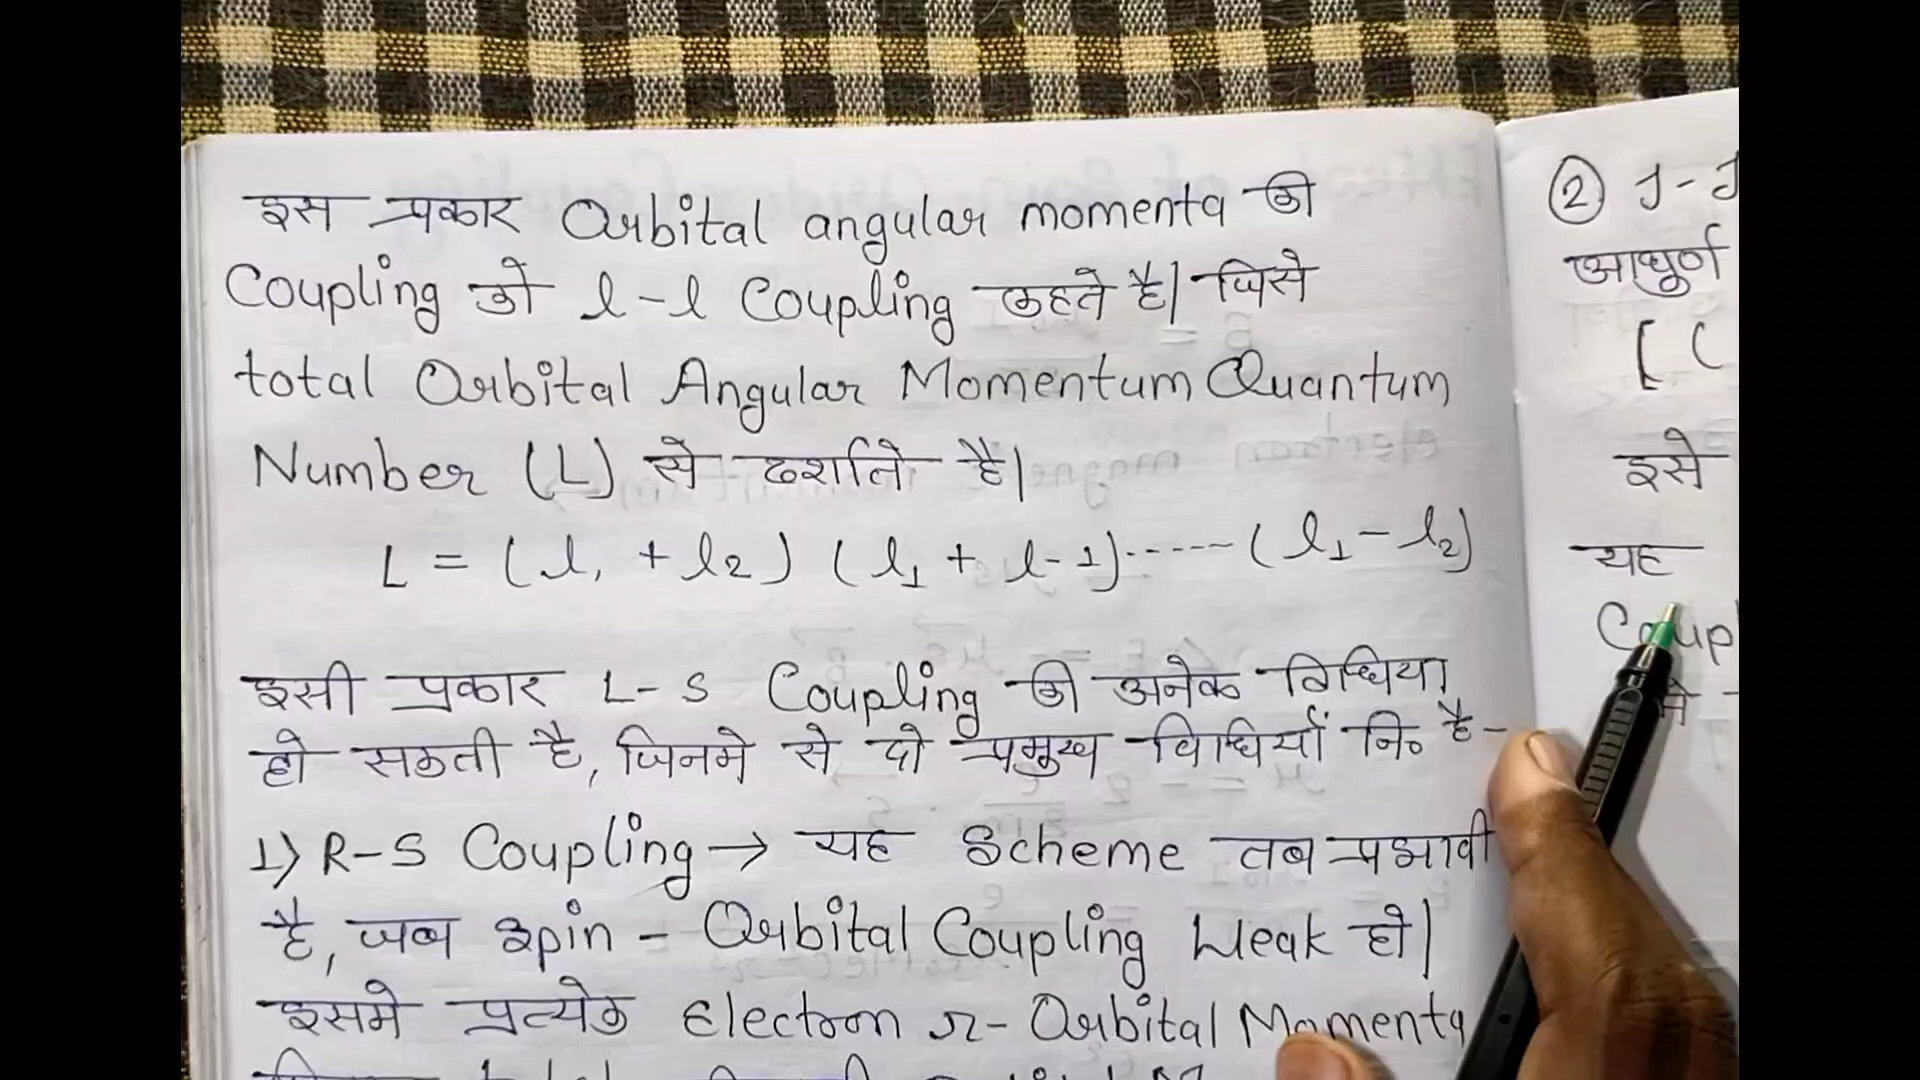 इस प्रकार Orbital angular momenta की
Coupling को l-l Coupling कहते है। जिसे
total Orbital Angular Momentum Quantum
Number (L) से दर्शाते है।
L = (l₁ + l₂) (l₁ + l-1)------(l₁ - l₂)
इसी प्रकार L-S Coupling की अनेक विधिया
हो सकती है, जिनमे से दो प्रमुख विधियाँ नि० है-
1) R-S Coupling → यह Scheme तब प्रभावी
है, जब Spin - Orbital Coupling Weak हो।
इसमे प्रत्येक Electron Orbital Momenta
② J-J
आघुर्ण
[ (
इसे
यह
Coupl
मे